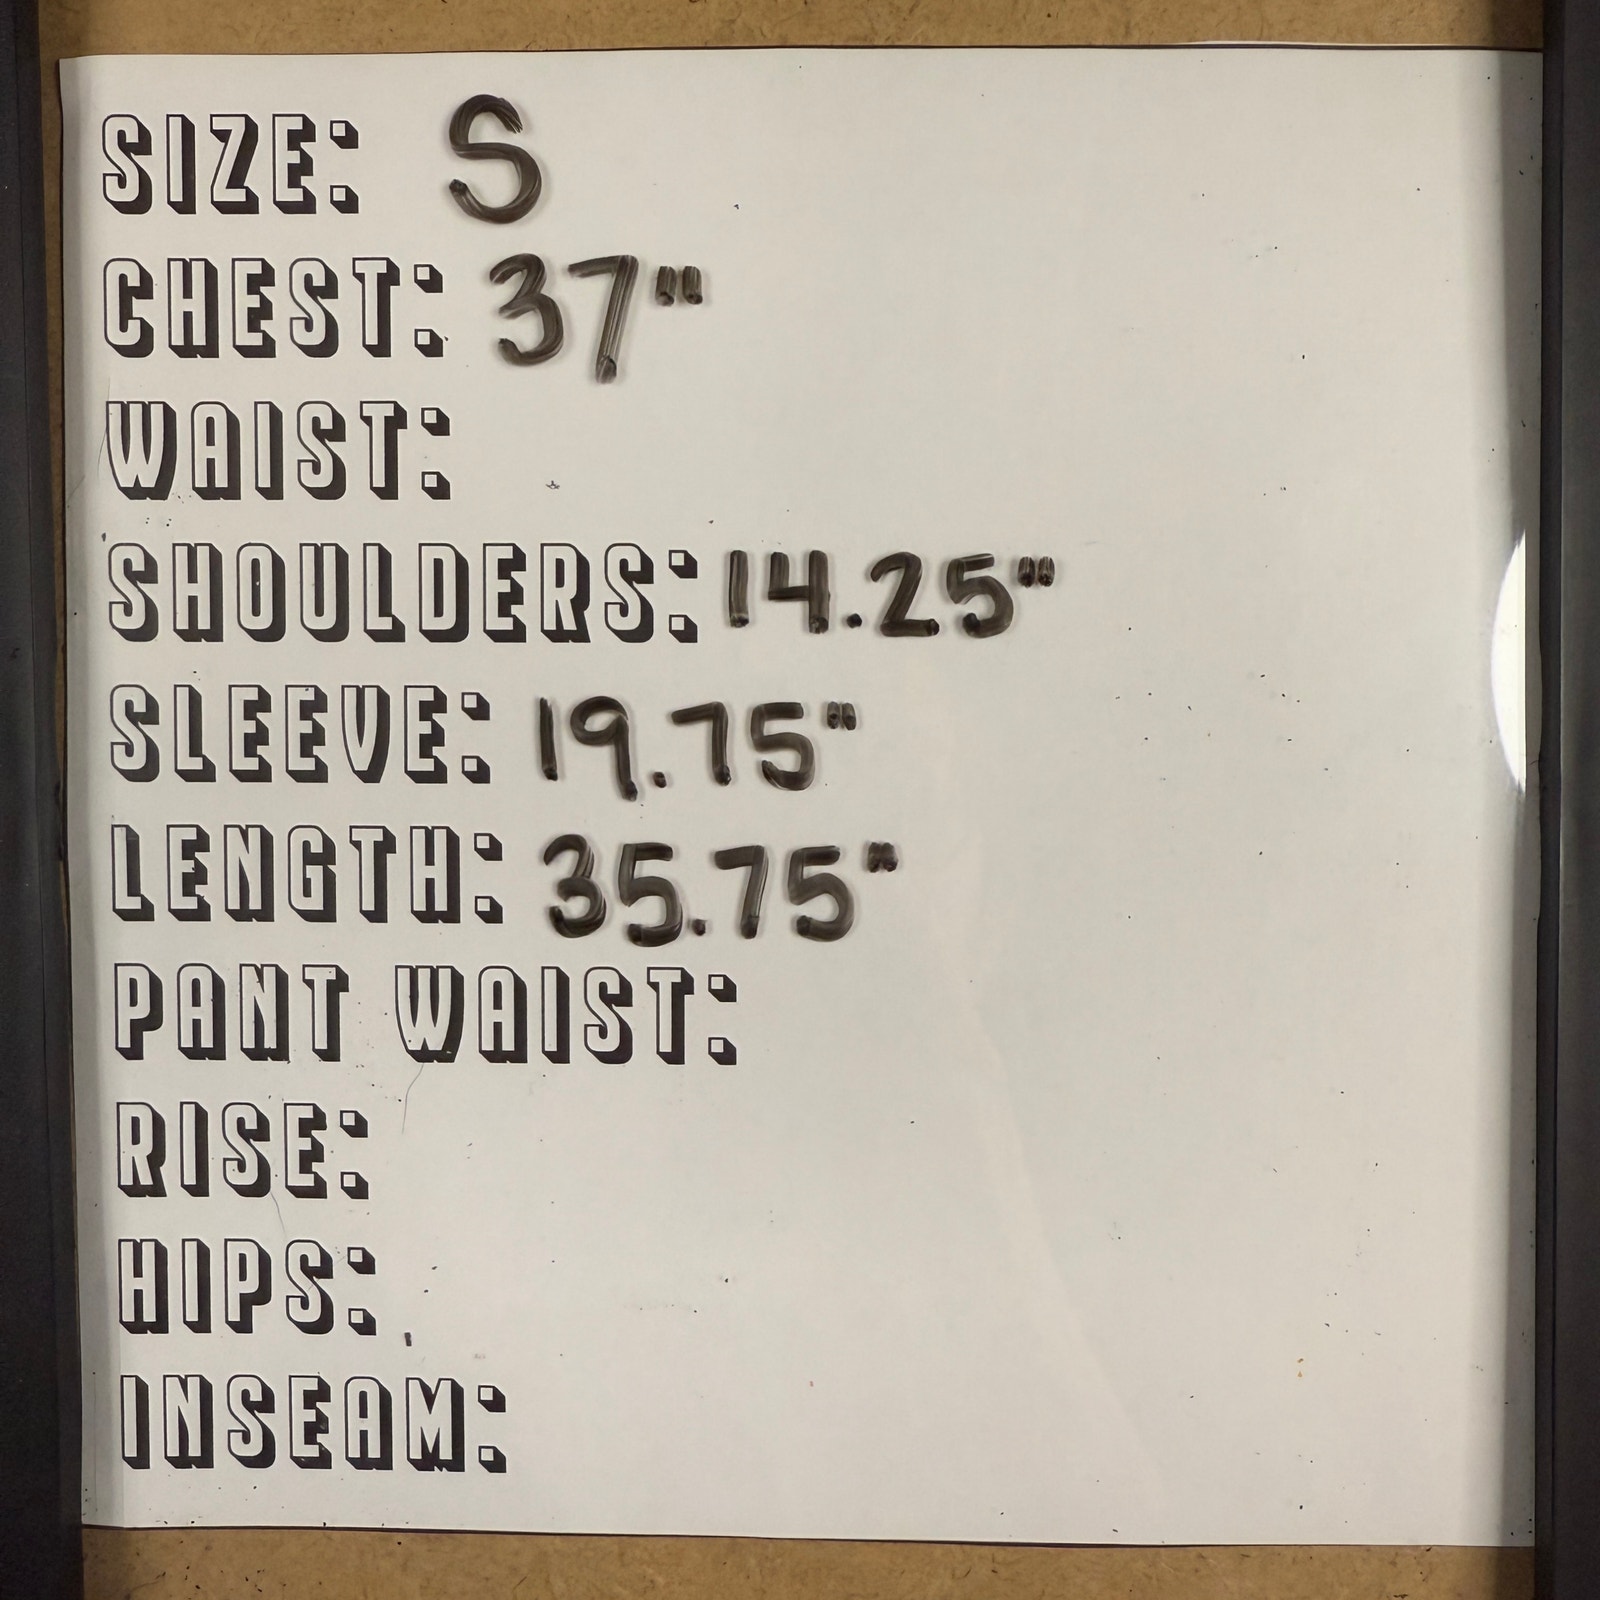 SIZE: S
CHEST: 37"
WAIST:
SHOULDERS: 14.25"
SLEEVE: 19.75"
LENGTH: 35.75"
PANT WAIST:
RISE:
HIPS:
INSEAM: